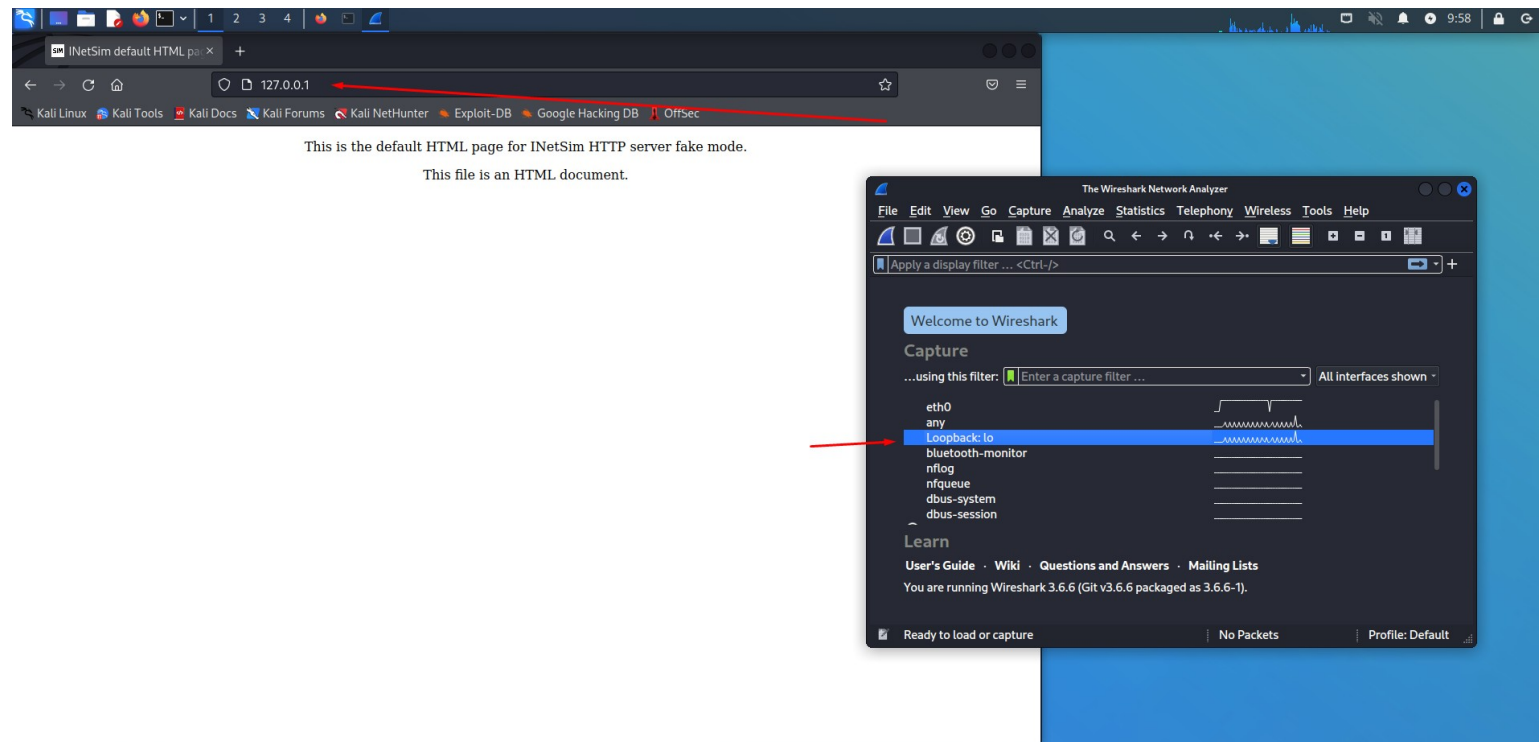 1 2 3 4 9:58
INetSim default HTML pa
127.0.0.1
Kali Linux Kali Tools Kali Docs Kali Forums Kali NetHunter Exploit-DB Google Hacking DB OffSec
This is the default HTML page for INetSim HTTP server fake mode.
This file is an HTML document.
The Wireshark Network Analyzer
File Edit View Go Capture Analyze Statistics Telephony Wireless Tools Help
Apply a display filter ... <Ctrl-/>
Welcome to Wireshark
Capture
...using this filter: Enter a capture filter ... All interfaces shown
eth0
any
Loopback: lo
bluetooth-monitor
nflog
nfqueue
dbus-system
dbus-session
Learn
User's Guide · Wiki · Questions and Answers · Mailing Lists
You are running Wireshark 3.6.6 (Git v3.6.6 packaged as 3.6.6-1).
Ready to load or capture No Packets Profile: Default